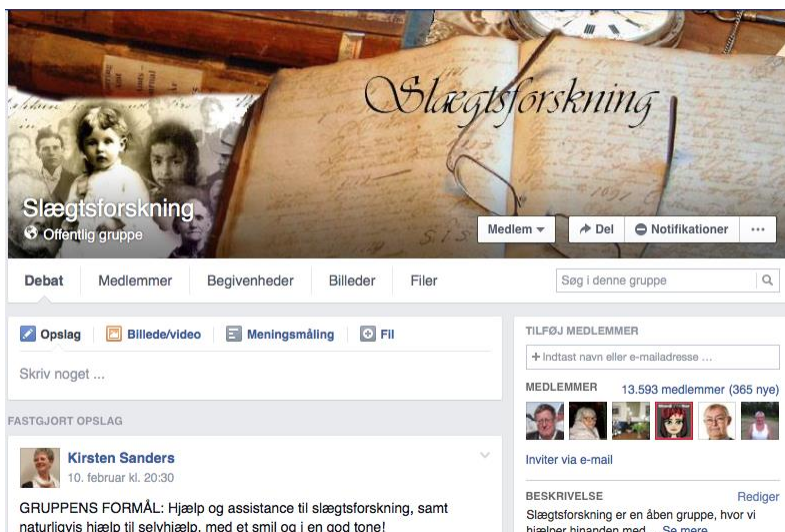 Slægtsforskning
Slægtsforskning
Offentlig gruppe
Medlem
Del
Notifikationer
...
Debat
Medlemmer
Begivenheder
Billeder
Filer
Søg i denne gruppe
Opslag
Billede/video
Meningsmåling
Fil
Skriv noget ...
FASTGJORT OPSLAG
Kirsten Sanders
10. februar kl. 20:30
GRUPPENS FORMÅL: Hjælp og assistance til slægtsforskning, samt
naturligvis hjælp til selvhjælp, med et smil og i en god tone!
TILFØJ MEDLEMMER
+ Indtast navn eller e-mailadresse ...
MEDLEMMER
13.593 medlemmer (365 nye)
Inviter via e-mail
BESKRIVELSE
Rediger
Slægtsforskning er en åben gruppe, hvor vi
hjælper hinanden med... Se mere